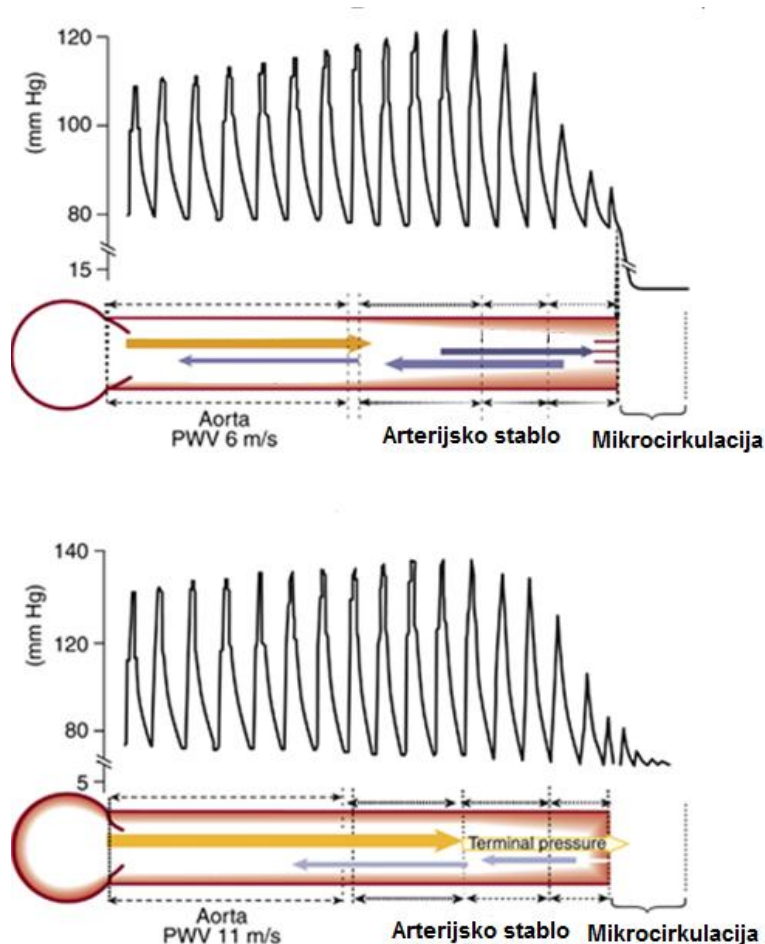 120
(mm Hg)
100
80
15
Aorta
PWV 6 m/s
Arterijsko stablo
Mikrocirkulacija
140
(mm Hg)
120
80
5
Terminal pressure
Aorta
PWV 11 m/s
Arterijsko stablo
Mikrocirkulacija